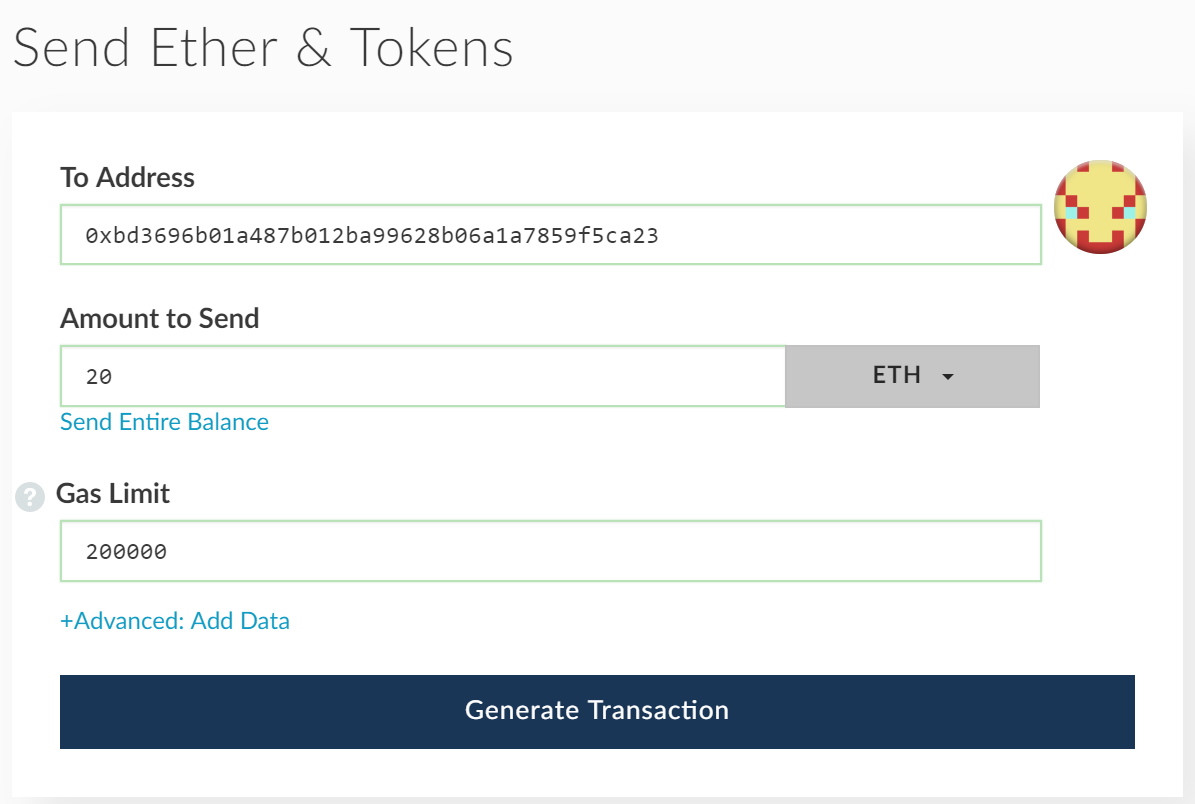 Send Ether & Tokens
To Address
0xbd3696b01a487b012ba99628b06a1a7859f5ca23
Amount to Send
20
ETH
Send Entire Balance
? Gas Limit
200000
+Advanced: Add Data
Generate Transaction